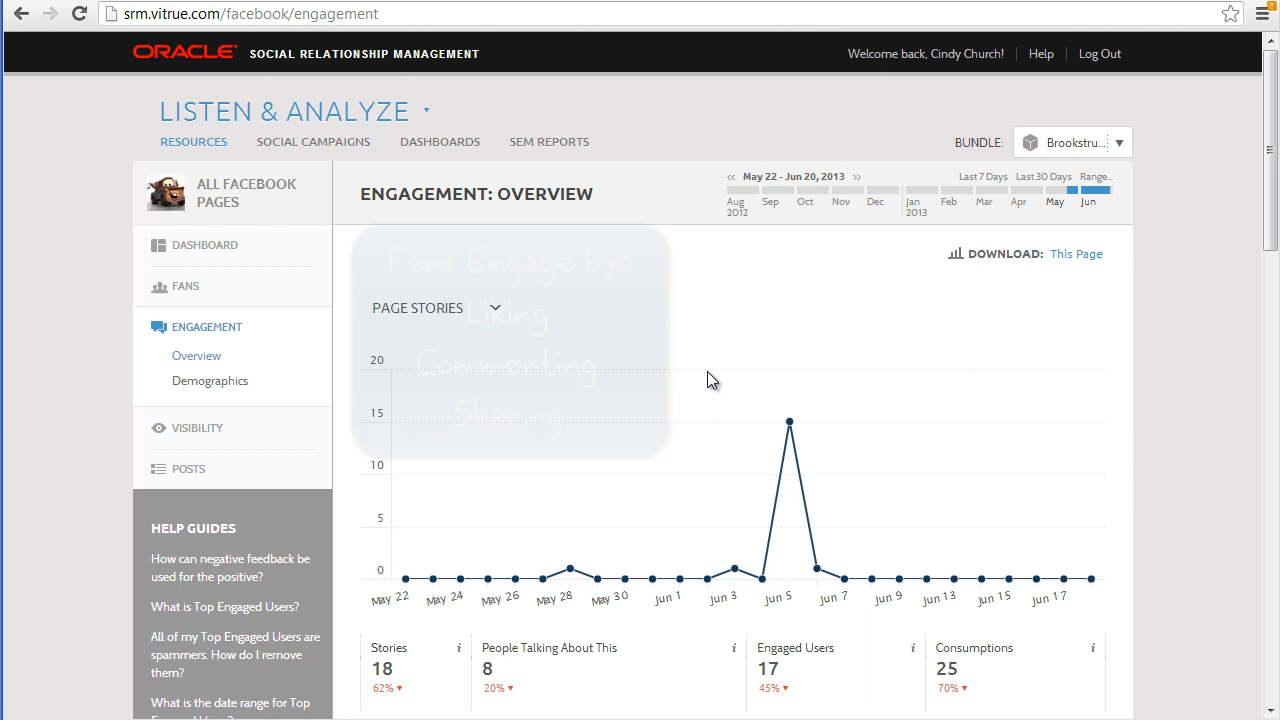 srm.vitrue.com/facebook/engagement
ORACLE SOCIAL RELATIONSHIP MANAGEMENT
Welcome back, Cindy Church! Help Log Out
LISTEN & ANALYZE
RESOURCES SOCIAL CAMPAIGNS DASHBOARDS SEM REPORTS
BUNDLE: Brookstru...
ALL FACEBOOK
PAGES
DASHBOARD
FANS
ENGAGEMENT
Overview
Demographics
VISIBILITY
POSTS
HELP GUIDES
How can negative feedback be
used for the positive?
What is Top Engaged Users?
All of my Top Engaged Users are
spammers. How do I remove
them?
What is the date range for Top
ENGAGEMENT: OVERVIEW
« May 22 - Jun 20, 2013 » Last 7 Days Last 30 Days Range...
Aug Sep Oct Nov Dec Jan Feb Mar Apr May Jun
2012 2013
DOWNLOAD: This Page
Fans Engage by:
Liking
Commenting
Sharing
PAGE STORIES
20
15
10
5
0
May 22 May 24 May 26 May 28 May 30 Jun 1 Jun 3 Jun 5 Jun 7 Jun 9 Jun 13 Jun 15 Jun 17
Stories i People Talking About This i Engaged Users i Consumptions i
18 8 17 25
62% ▼ 20% ▼ 45% ▼ 70% ▼